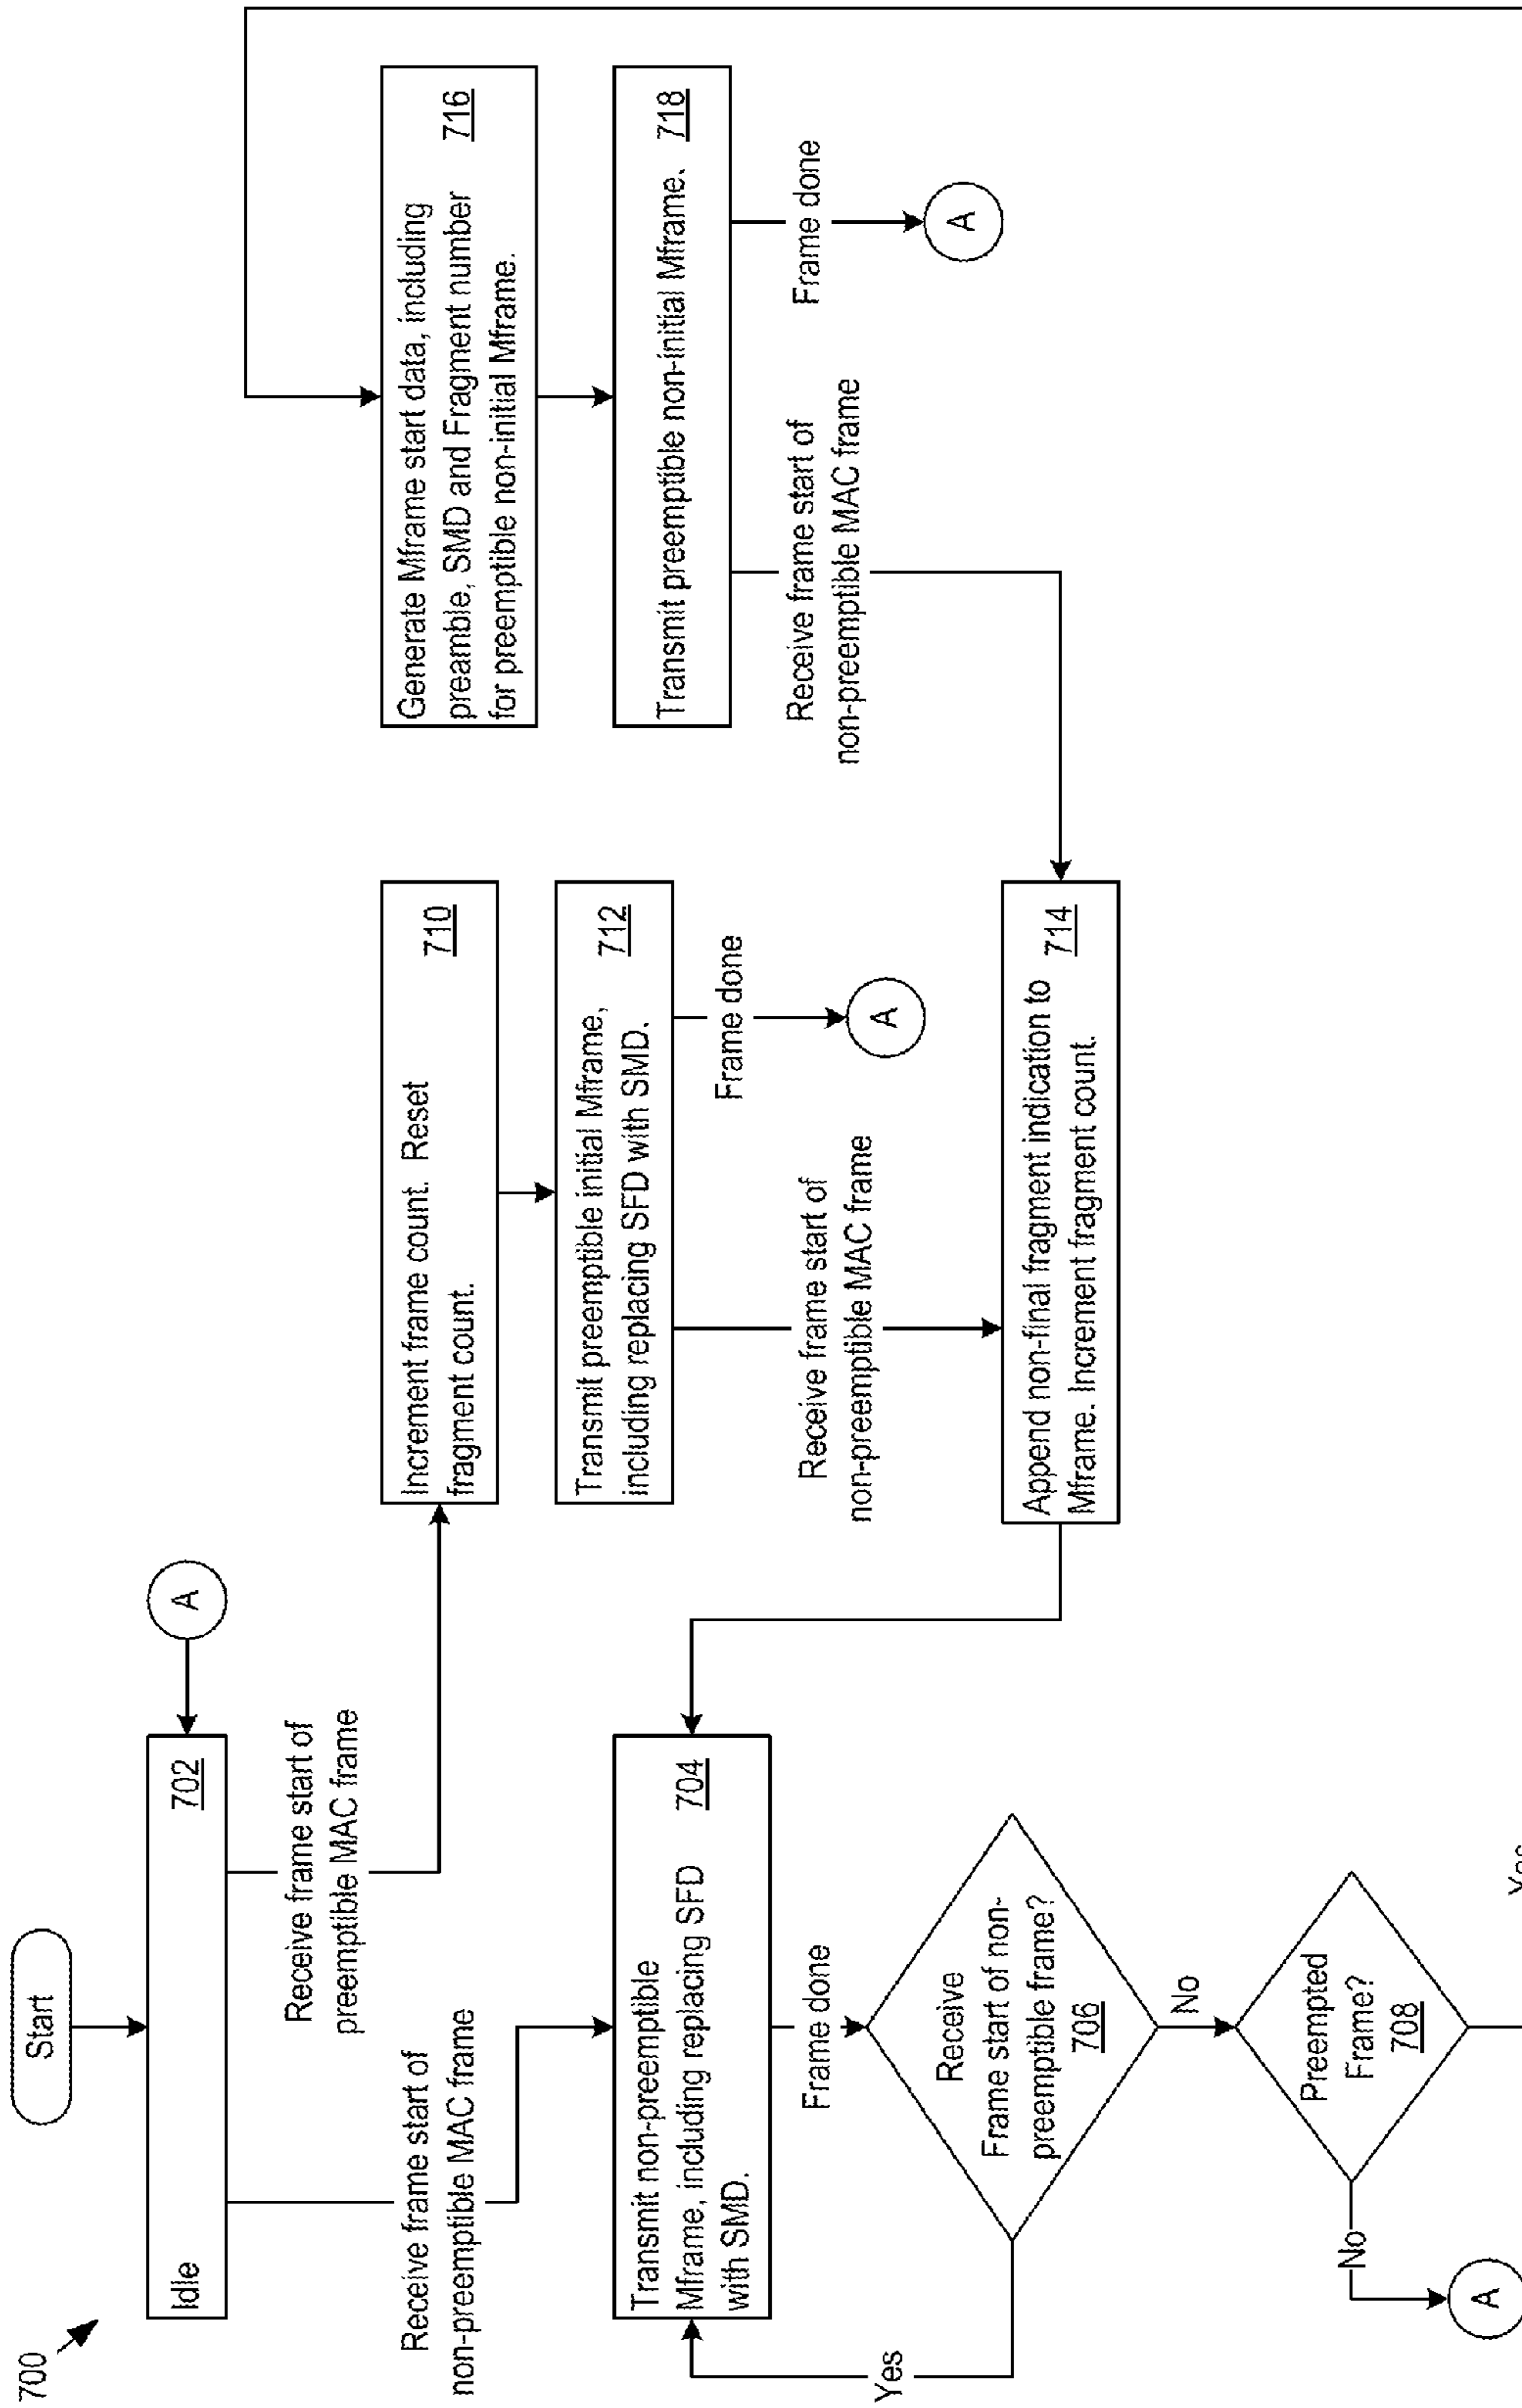 700
Start
Idle
702
A
Receive frame start of
non-preemptible MAC frame
Receive frame start of
preemptible MAC frame
Transmit non-preemptible
Mframe, including replacing SFD
with SMD.
704
Frame done
Receive
Frame start of non-
preemptible frame?
706
Yes
No
Preempted
Frame?
708
No
A
Yes
Increment frame count. Reset
fragment count.
710
Transmit preemptible initial Mframe,
including replacing SFD with SMD.
712
Receive frame start of
non-preemptible MAC frame
Frame done
A
Append non-final fragment indication to
Mframe. Increment fragment count.
714
Generate Mframe start data, including
preamble, SMD and Fragment number
for preemptible non-initial Mframe.
716
Transmit preemptible non-initial Mframe.
718
Receive frame start of
non-preemptible MAC frame
Frame done
A